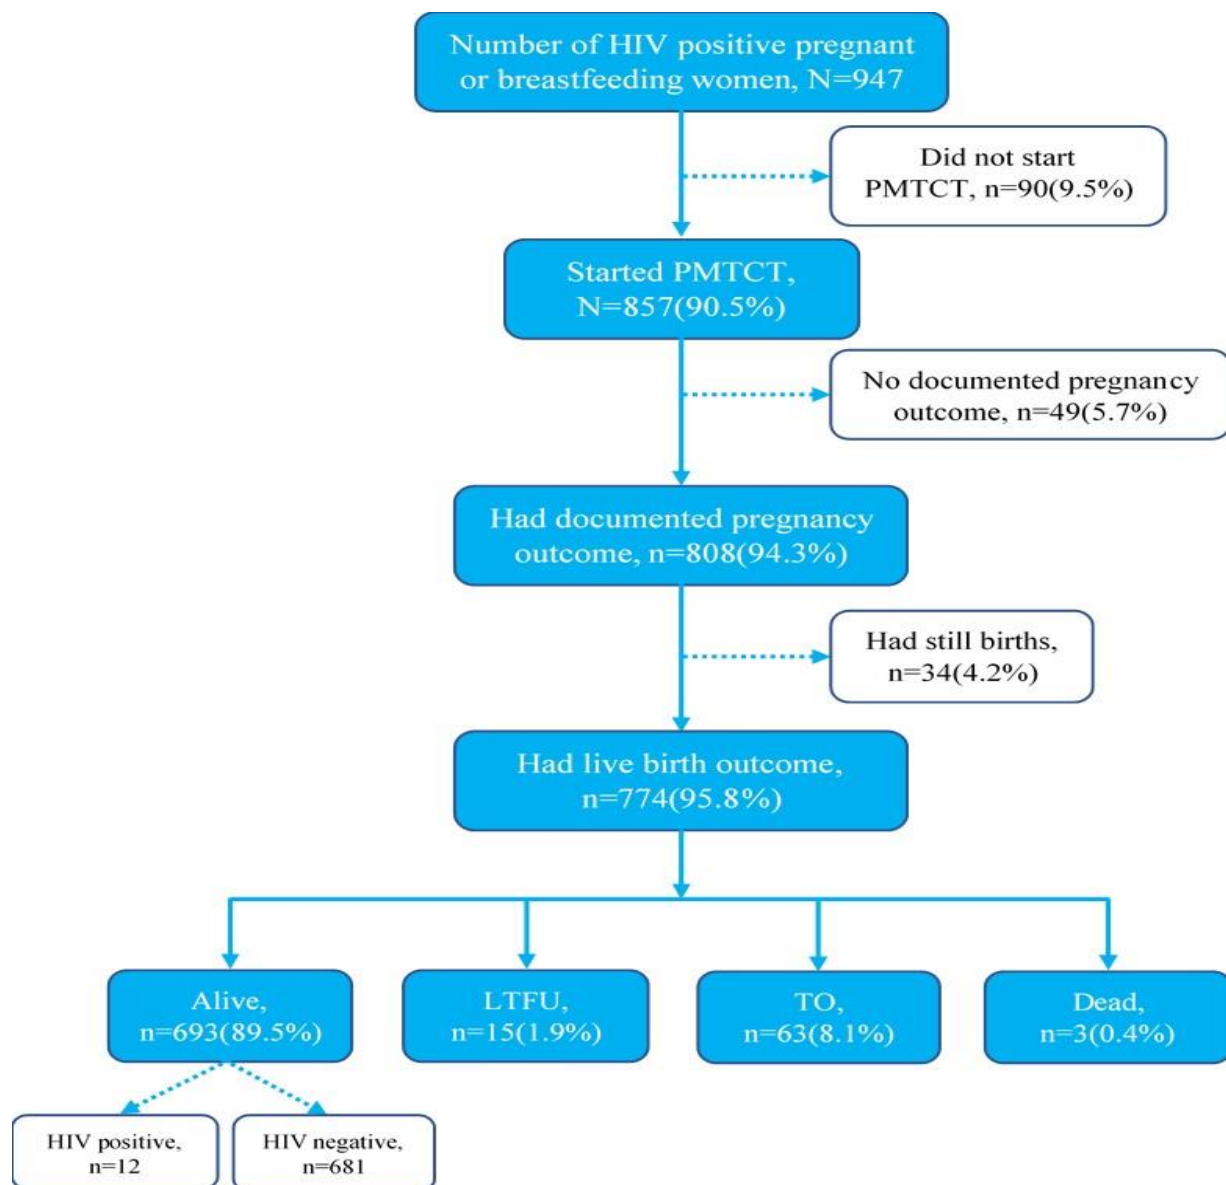 Number of HIV positive pregnant
or breastfeeding women, N=947
Did not start
PMTCT, n=90(9.5%)
Started PMTCT,
N=857(90.5%)
No documented pregnancy
outcome, n=49(5.7%)
Had documented pregnancy
outcome, n=808(94.3%)
Had still births,
n=34(4.2%)
Had live birth outcome,
n=774(95.8%)
Alive,
n=693(89.5%)
LTFU,
n=15(1.9%)
TO,
n=63(8.1%)
Dead,
n=3(0.4%)
HIV positive,
n=12
HIV negative,
n=681